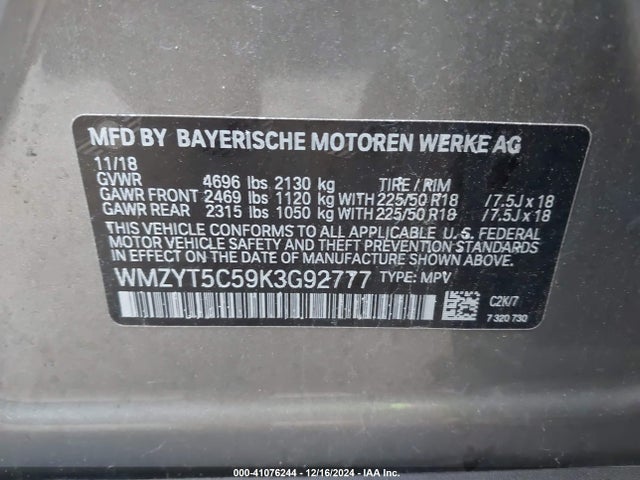 MFD BY BAYERISCHE MOTOREN WERKE AG
11/18
GVWR 4696 lbs 2130 kg TIRE / RIM
GAWR FRONT 2469 lbs 1120 kg WITH 225/50 R18 /7.5J x 18
GAWR REAR 2315 lbs 1050 kg WITH 225/50 R18 /7.5J x 18
THIS VEHICLE CONFORMS TO ALL APPLICABLE U. S. FEDERAL
MOTOR VEHICLE SAFETY AND THEFT PREVENTION STANDARDS
IN EFFECT ON THE DATE OF MANUFACTURE SHOWN ABOVE.
WMZYT5C59K3G92777 TYPE: MPV
C2K/7
7 320 730
000-41076244 - 12/16/2024 - IAA Inc.